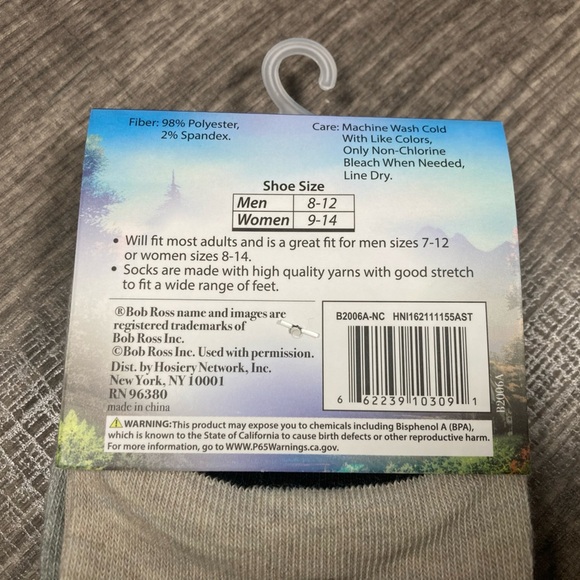 Fiber: 98% Polyester,
2% Spandex.
Care: Machine Wash Cold
With Like Colors,
Only Non-Chlorine
Bleach When Needed,
Line Dry.
Shoe Size
Men 8-12
Women 9-14
• Will fit most adults and is a great fit for men sizes 7-12
or women sizes 8-14.
• Socks are made with high quality yarns with good stretch
to fit a wide range of feet.
®Bob Ross name and images are
registered trademarks of
Bob Ross Inc.
©Bob Ross Inc. Used with permission.
Dist. by Hosiery Network, Inc.
New York, NY 10001
RN 96380
made in china
B2006A-NC HNI162111155AST
6 62239 10309 1
B2006A
⚠ WARNING: This product may expose you to chemicals including Bisphenol A (BPA),
which is known to the State of California to cause birth defects or other reproductive harm.
For more information, go to WWW.P65Warnings.ca.gov.